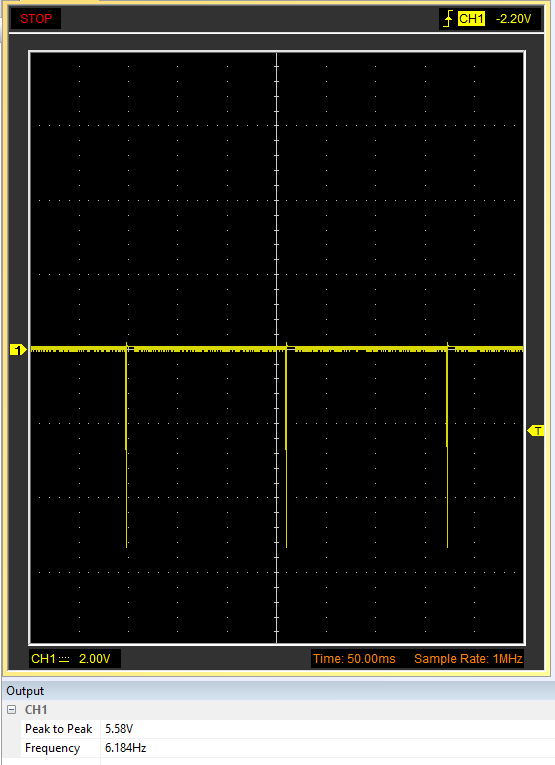 STOP
CH1 -2.20V
1
T
CH1 2.00V
Time: 50.00ms Sample Rate: 1MHz
Output
CH1
Peak to Peak 5.58V
Frequency 6.184Hz